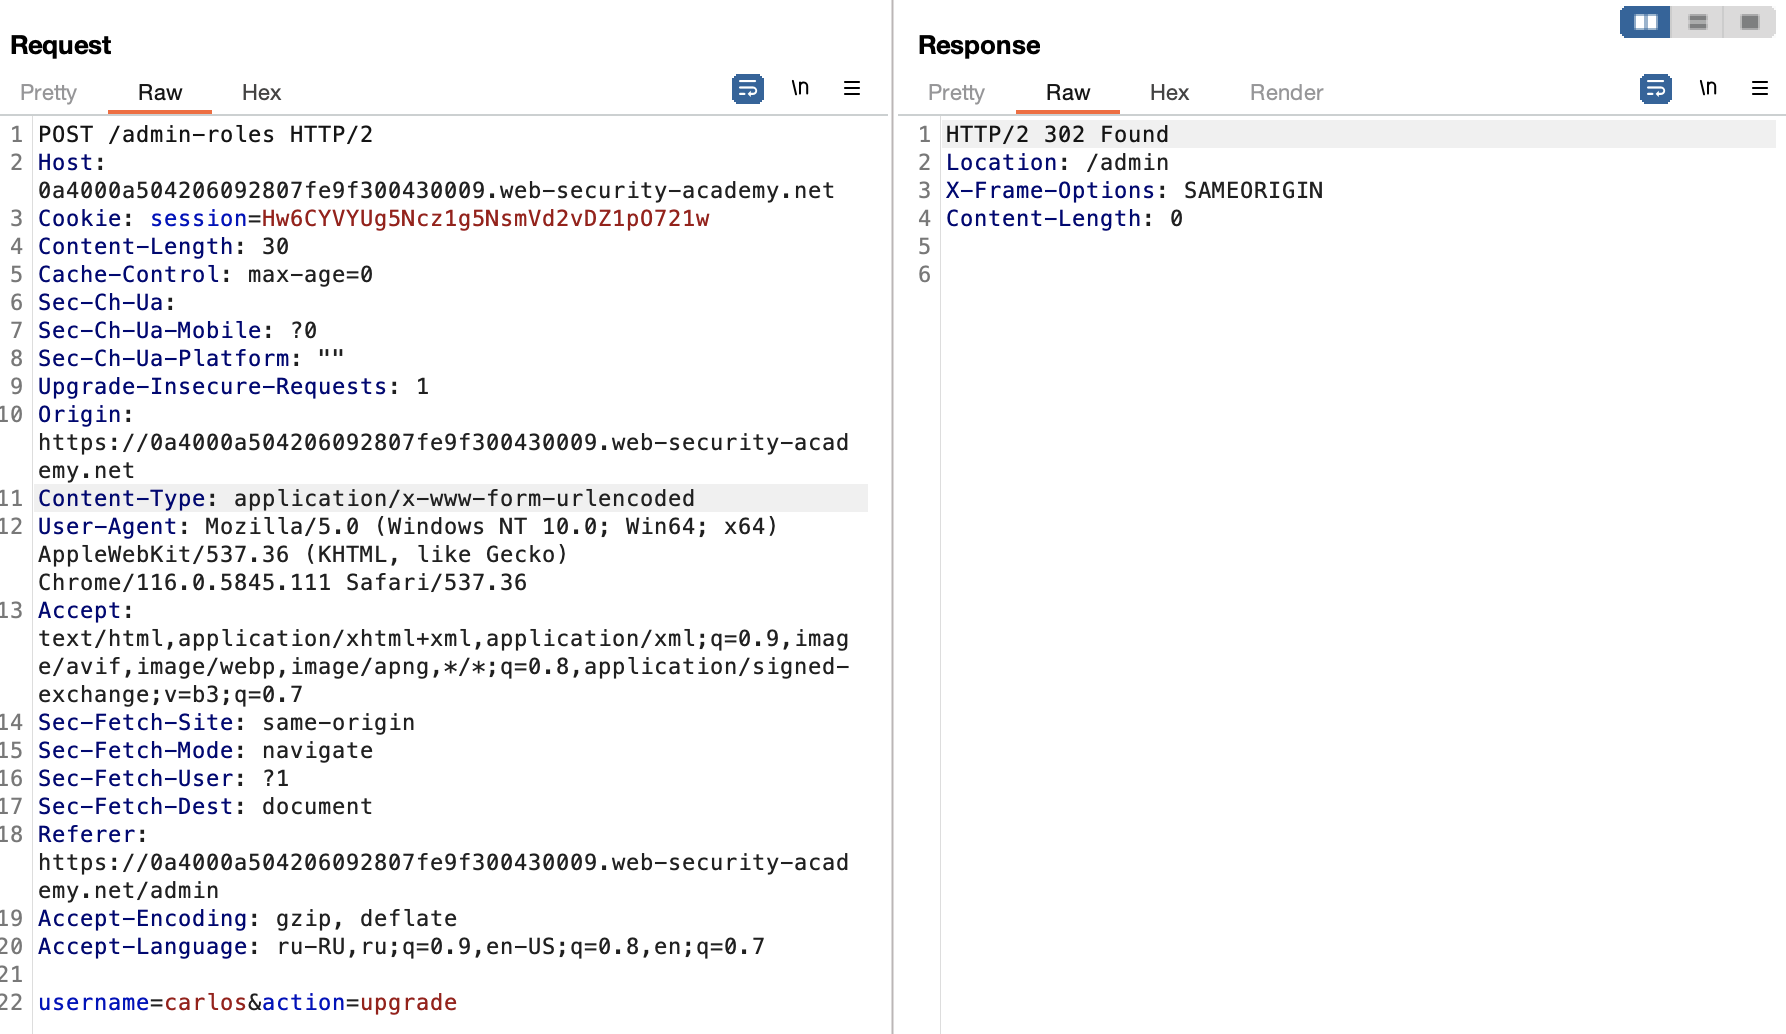 Request
Pretty Raw Hex \n
1 POST /admin-roles HTTP/2
2 Host:
0a4000a504206092807fe9f300430009.web-security-academy.net
3 Cookie: session=Hw6CYVYUg5Ncz1g5NsmVd2vDZ1pO721w
4 Content-Length: 30
5 Cache-Control: max-age=0
6 Sec-Ch-Ua:
7 Sec-Ch-Ua-Mobile: ?0
8 Sec-Ch-Ua-Platform: ""
9 Upgrade-Insecure-Requests: 1
10 Origin:
https://0a4000a504206092807fe9f300430009.web-security-acad
emy.net
11 Content-Type: application/x-www-form-urlencoded
12 User-Agent: Mozilla/5.0 (Windows NT 10.0; Win64; x64)
AppleWebKit/537.36 (KHTML, like Gecko)
Chrome/116.0.5845.111 Safari/537.36
13 Accept:
text/html,application/xhtml+xml,application/xml;q=0.9,imag
e/avif,image/webp,image/apng,*/*;q=0.8,application/signed-
exchange;v=b3;q=0.7
14 Sec-Fetch-Site: same-origin
15 Sec-Fetch-Mode: navigate
16 Sec-Fetch-User: ?1
17 Sec-Fetch-Dest: document
18 Referer:
https://0a4000a504206092807fe9f300430009.web-security-acad
emy.net/admin
19 Accept-Encoding: gzip, deflate
20 Accept-Language: ru-RU,ru;q=0.9,en-US;q=0.8,en;q=0.7
21
22 username=carlos&action=upgrade
Response
Pretty Raw Hex Render \n
1 HTTP/2 302 Found
2 Location: /admin
3 X-Frame-Options: SAMEORIGIN
4 Content-Length: 0
5
6